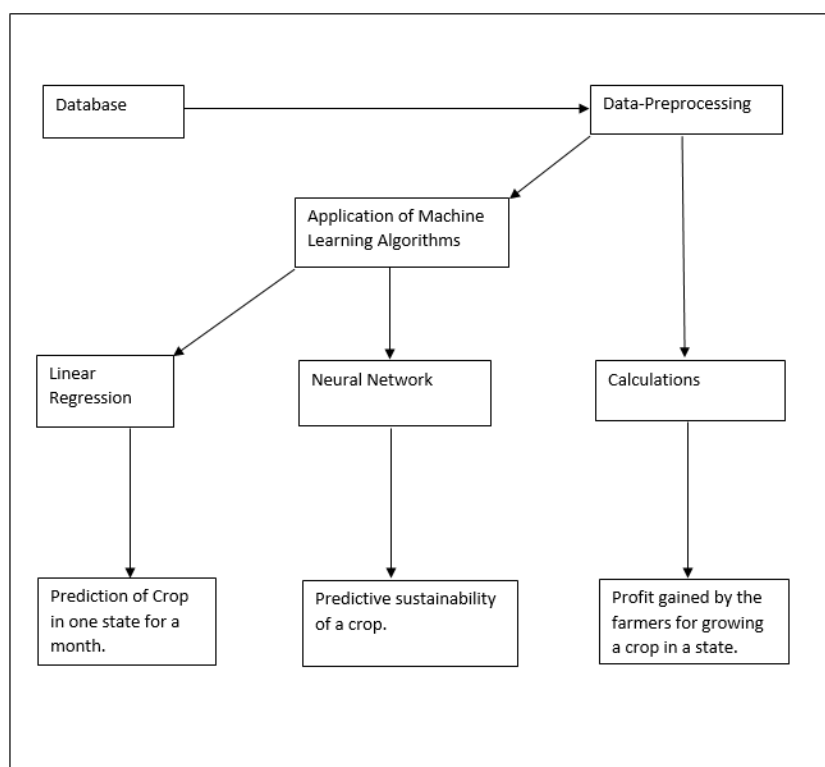 Database
Data-Preprocessing
Application of Machine
Learning Algorithms
Linear
Regression
Neural Network
Calculations
Prediction of Crop
in one state for a
month.
Predictive sustainability
of a crop.
Profit gained by the
farmers for growing
a crop in a state.